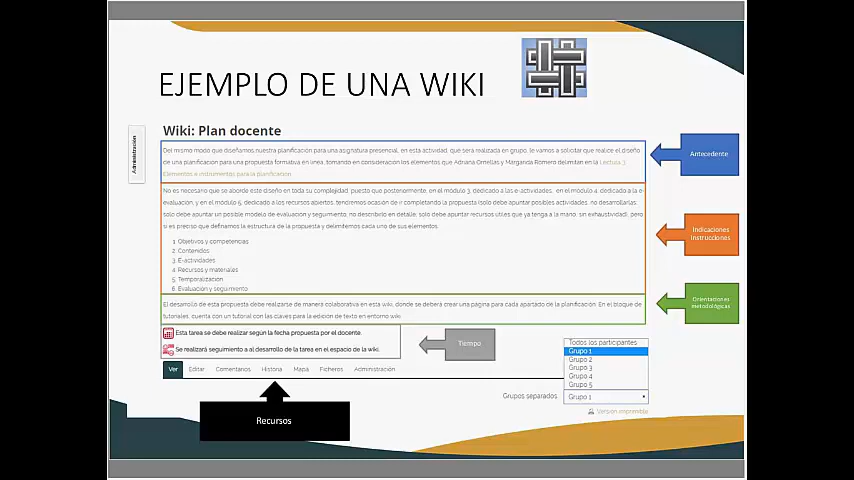 EJEMPLO DE UNA WIKI
Administración
Wiki: Plan docente
Del mismo modo que diseñamos nuestra planificación para una asignatura presencial, en esta actividad, que será realizada en grupo, le vamos a solicitar que realice el diseño
de una planificación para una propuesta formativa en línea, tomando en consideración los elementos que Adriana Ornellas y Margarida Romero delimitan en la Lectura 3.
Elementos e instrumentos para la planificación.
Antecedente
No es necesario que se aborde este diseño en toda su complejidad, puesto que posteriormente, en el módulo 3, dedicado a las e-actividades, en el módulo 4, dedicado a la e-
evaluación, y en el módulo 5, dedicado a los recursos abiertos, tendremos ocasión de ir completando la propuesta (solo debe apuntar posibles actividades, no desarrollarlas;
solo debe apuntar un posible modelo de evaluación y seguimiento, no describirlo en detalle; solo debe apuntar recursos útiles que ya tenga a la mano, sin exhaustividad), pero
sí es preciso que definamos la estructura de la propuesta y delimitemos cada uno de sus elementos.
1. Objetivos y competencias
2. Contenidos
3. E-actividades
4. Recursos y materiales
5. Temporalización
6. Evaluación y seguimiento
Indicaciones
Instrucciones
El desarrollo de esta propuesta debe realizarse de manera colaborativa en esta wiki, donde se deberá crear una página para cada apartado de la planificación. En el bloque de
tutoriales, cuenta con un tutorial con las claves para la edición de texto en entorno wiki.
Orientaciones
metodológicas
Esta tarea se debe realizar según la fecha propuesta por el docente.
Se realizará seguimiento a al desarrollo de la tarea en el espacio de la wiki.
Tiempo
Ver Editar Comentarios Historia Mapa Ficheros Administración
Todos los participantes
Grupo 1
Grupo 2
Grupo 3
Grupo 4
Grupo 5
Grupos separados Grupo 1
Versión imprimible
Recursos